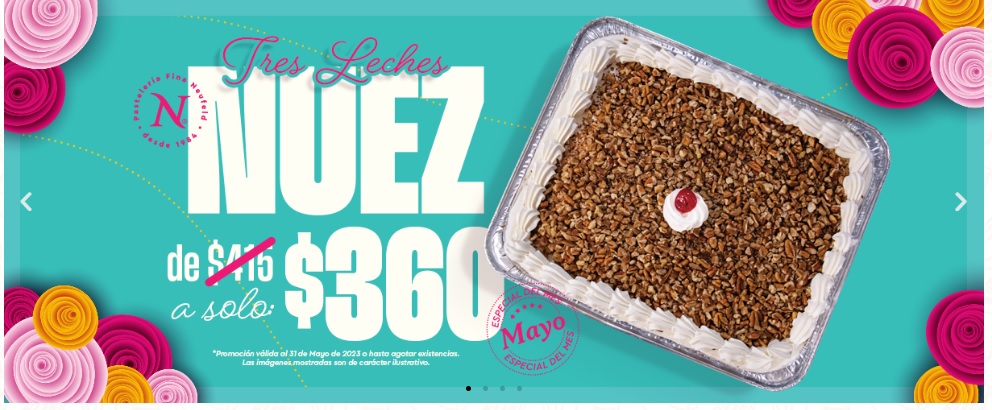 Tres Leches
NUEZ
Pastelería Fina Neufeld
N
desde 1984
de $415
a solo:
$360
ESPECIAL DEL MES
Mayo
ESPECIAL DEL MES
*Promoción válida al 31 de Mayo de 2023 o hasta agotar existencias.
Las imágenes mostradas son de carácter ilustrativo.